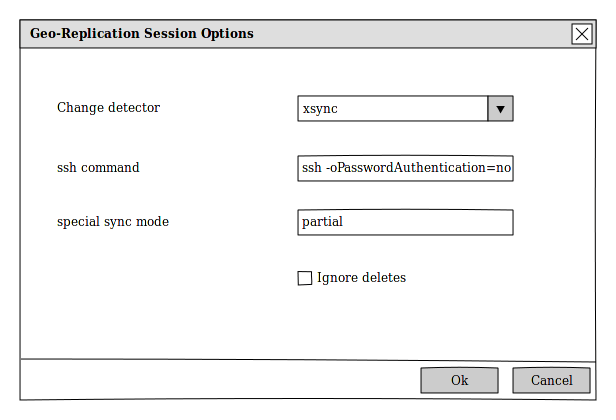 Geo-Replication Session Options
Change detector
xsync
ssh command
ssh -oPasswordAuthentication=no
special sync mode
partial
Ignore deletes
Ok
Cancel